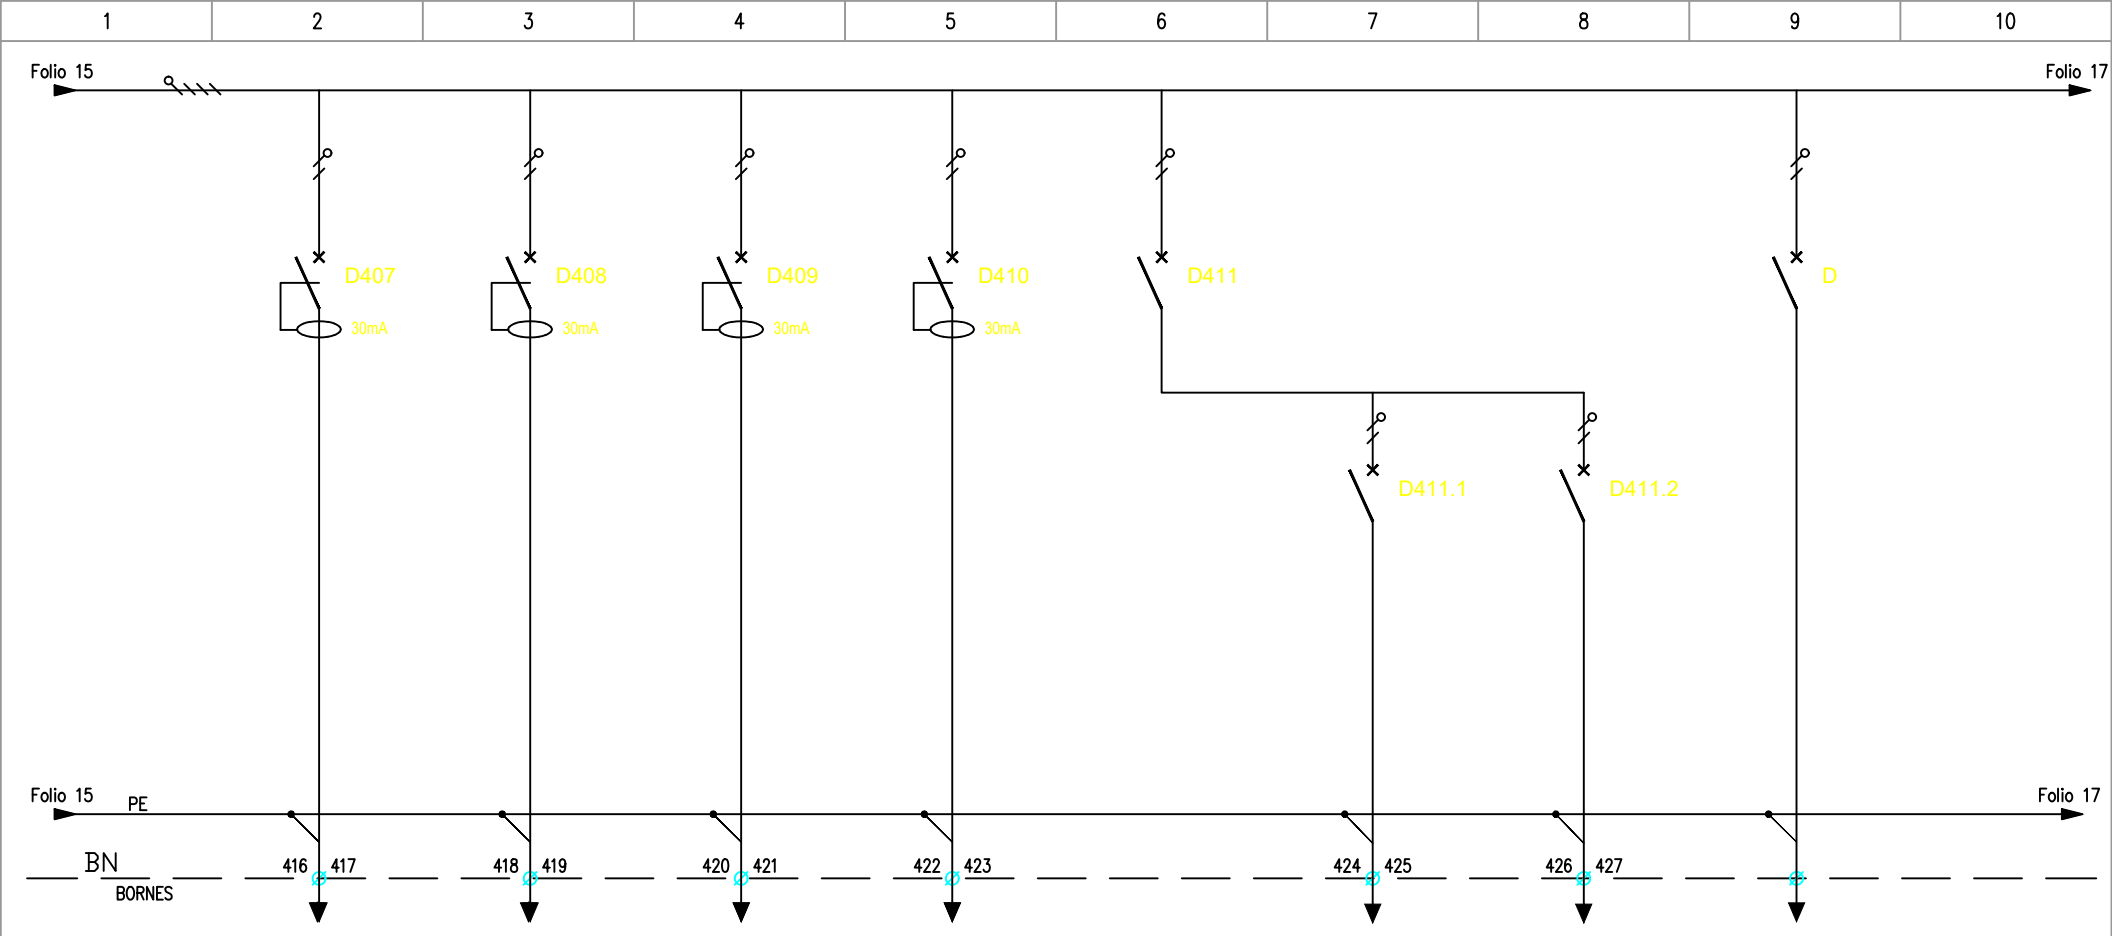 1 2 3 4 5 6 7 8 9 10
Folio 15 Folio 17
D407 D408 D409 D410 D411 D
30mA 30mA 30mA 30mA
D411.1 D411.2
Folio 15 PE Folio 17
BN 416 417 418 419 420 421 422 423 424 425 426 427
BORNES